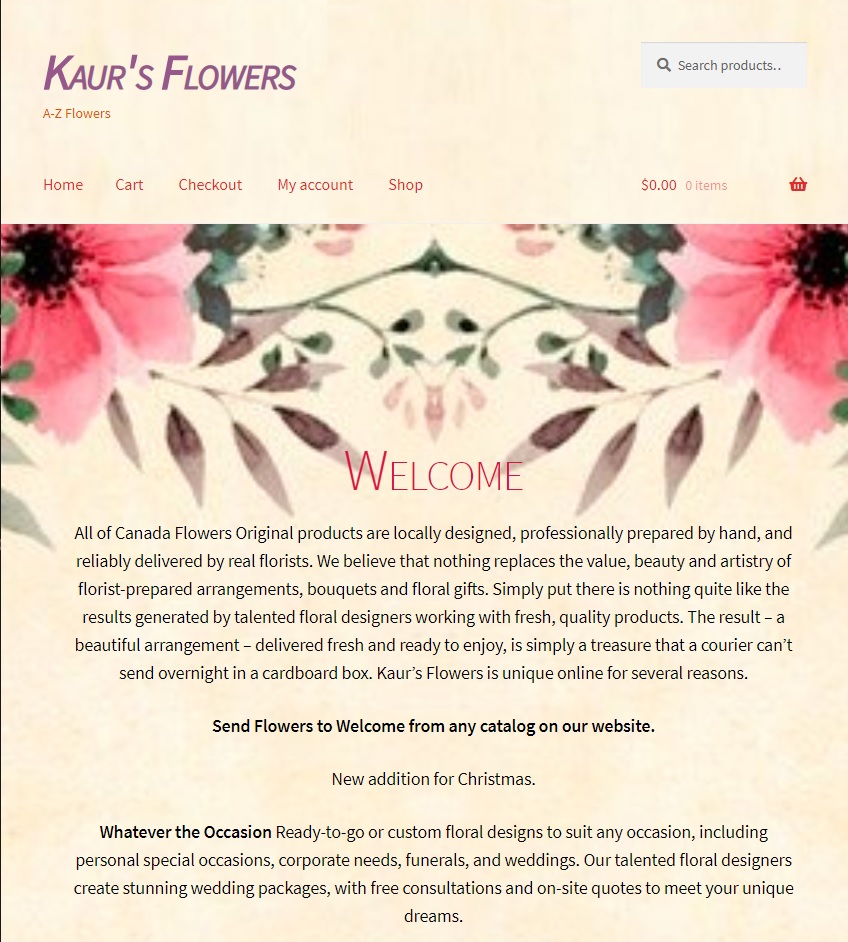 Kaur's Flowers
A-Z Flowers
Search products..
Home Cart Checkout My account Shop
$0.00 0 items
Welcome
All of Canada Flowers Original products are locally designed, professionally prepared by hand, and
reliably delivered by real florists. We believe that nothing replaces the value, beauty and artistry of
florist-prepared arrangements, bouquets and floral gifts. Simply put there is nothing quite like the
results generated by talented floral designers working with fresh, quality products. The result – a
beautiful arrangement – delivered fresh and ready to enjoy, is simply a treasure that a courier can’t
send overnight in a cardboard box. Kaur’s Flowers is unique online for several reasons.
Send Flowers to Welcome from any catalog on our website.
New addition for Christmas.
Whatever the Occasion Ready-to-go or custom floral designs to suit any occasion, including
personal special occasions, corporate needs, funerals, and weddings. Our talented floral designers
create stunning wedding packages, with free consultations and on-site quotes to meet your unique
dreams.